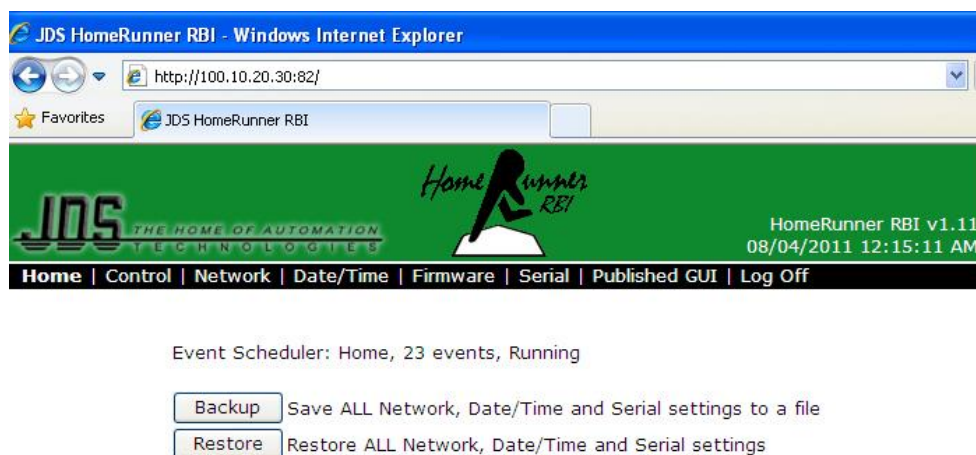 JDS HomeRunner RBI - Windows Internet Explorer
http://100.10.20.30:82/
Favorites JDS HomeRunner RBI
Home Runner
RBI
JDS THE HOME OF AUTOMATION
TECHNOLOGIES
HomeRunner RBI v1.11
08/04/2011 12:15:11 AM
Home | Control | Network | Date/Time | Firmware | Serial | Published GUI | Log Off
Event Scheduler: Home, 23 events, Running
Backup Save ALL Network, Date/Time and Serial settings to a file
Restore Restore ALL Network, Date/Time and Serial settings